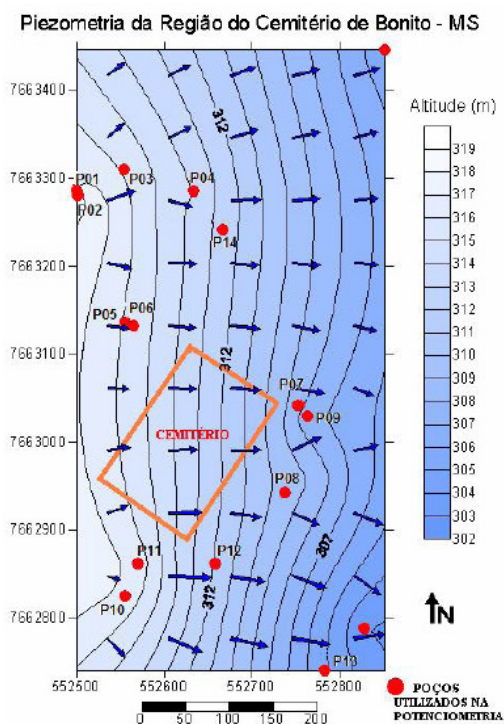 Piezometria da Região do Cemitério de Bonito - MS
7663400
Altitude (m)
312
319
318
317
316
315
314
313
312
311
310
309
308
307
306
305
304
303
302
7663300
P01
P02
P03
P04
P14
7663200
P05
P06
7663100
312
P07
P09
CEMITÉRIO
7663000
P08
7662900
307
P11
P12
P10
312
7662800
N
P13
552500
552600
552700
552800
0
50
100
150
200
POÇOS
UTILIZADOS NA
POTENCIOMETRIA